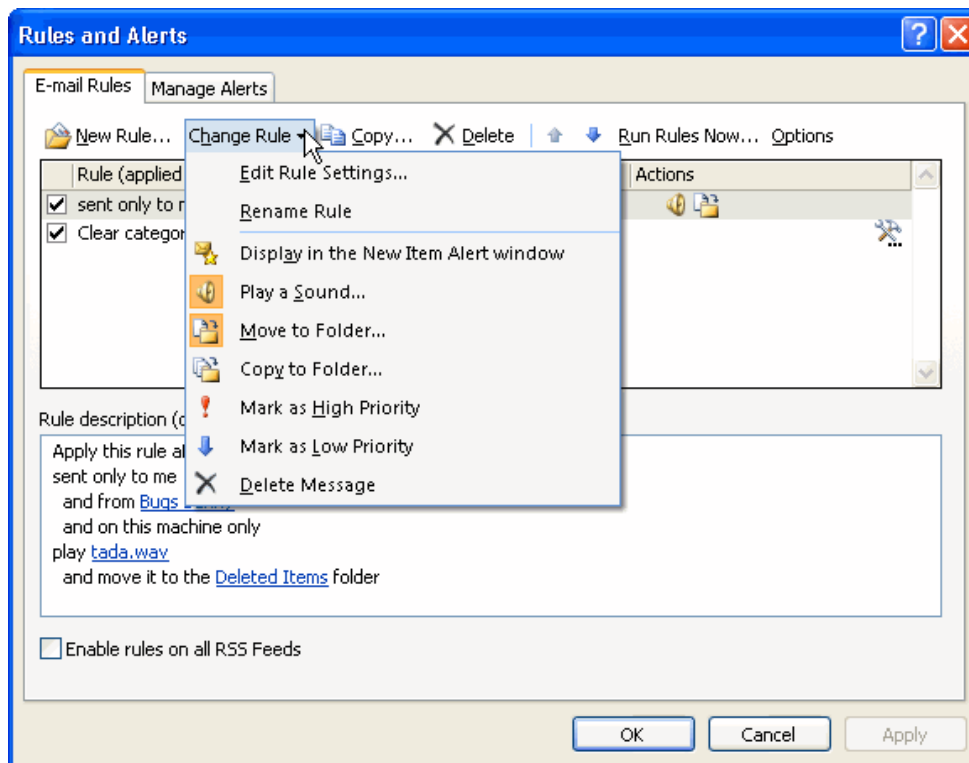 Rules and Alerts
E-mail Rules Manage Alerts
New Rule... Change Rule Copy... Delete Run Rules Now... Options
Rule (applied Actions
sent only to
Clear categor
Edit Rule Settings...
Rename Rule
Display in the New Item Alert window
Play a Sound...
Move to Folder...
Copy to Folder...
Mark as High Priority
Mark as Low Priority
Delete Message
Rule description (
Apply this rule
sent only to me
and from Bugs
and on this machine only
play tada.wav
and move it to the Deleted Items folder
Enable rules on all RSS Feeds
OK Cancel Apply